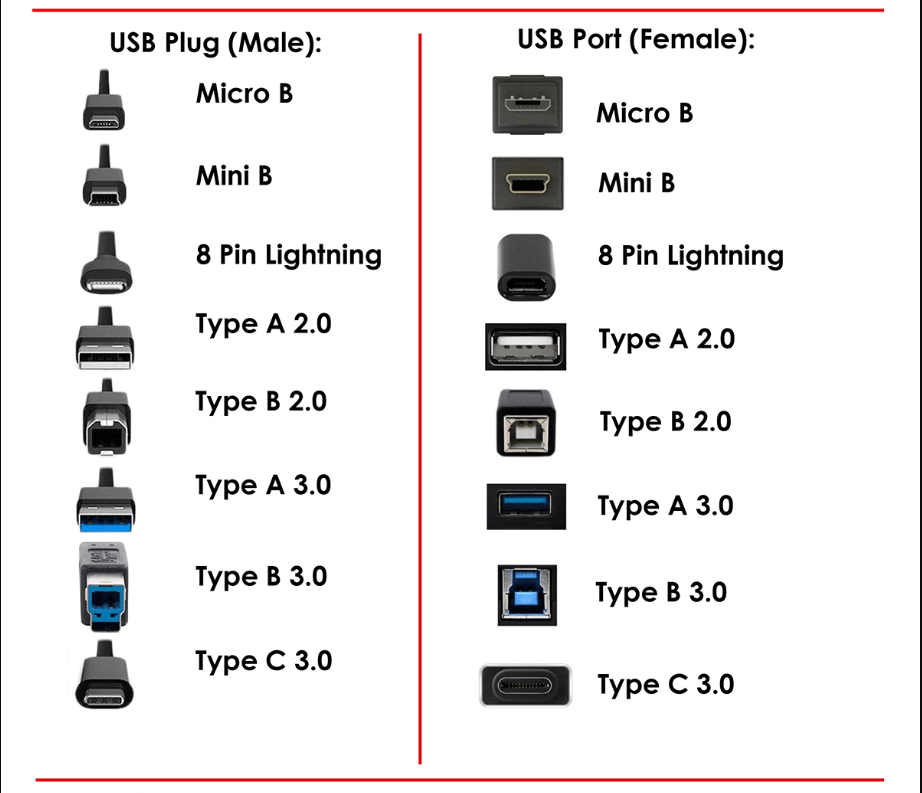 USB Plug (Male):
Micro B
Mini B
8 Pin Lightning
Type A 2.0
Type B 2.0
Type A 3.0
Type B 3.0
Type C 3.0
USB Port (Female):
Micro B
Mini B
8 Pin Lightning
Type A 2.0
Type B 2.0
Type A 3.0
Type B 3.0
Type C 3.0